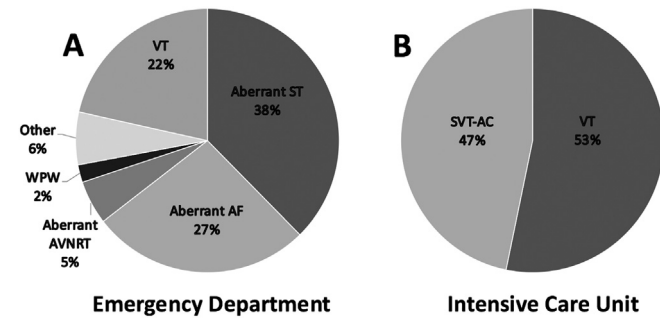 A
VT
22%
Aberrant ST
38%
Other
6%
WPW
2%
Aberrant
AVNRT
5%
Aberrant AF
27%
Emergency Department
B
SVT-AC
47%
VT
53%
Intensive Care Unit